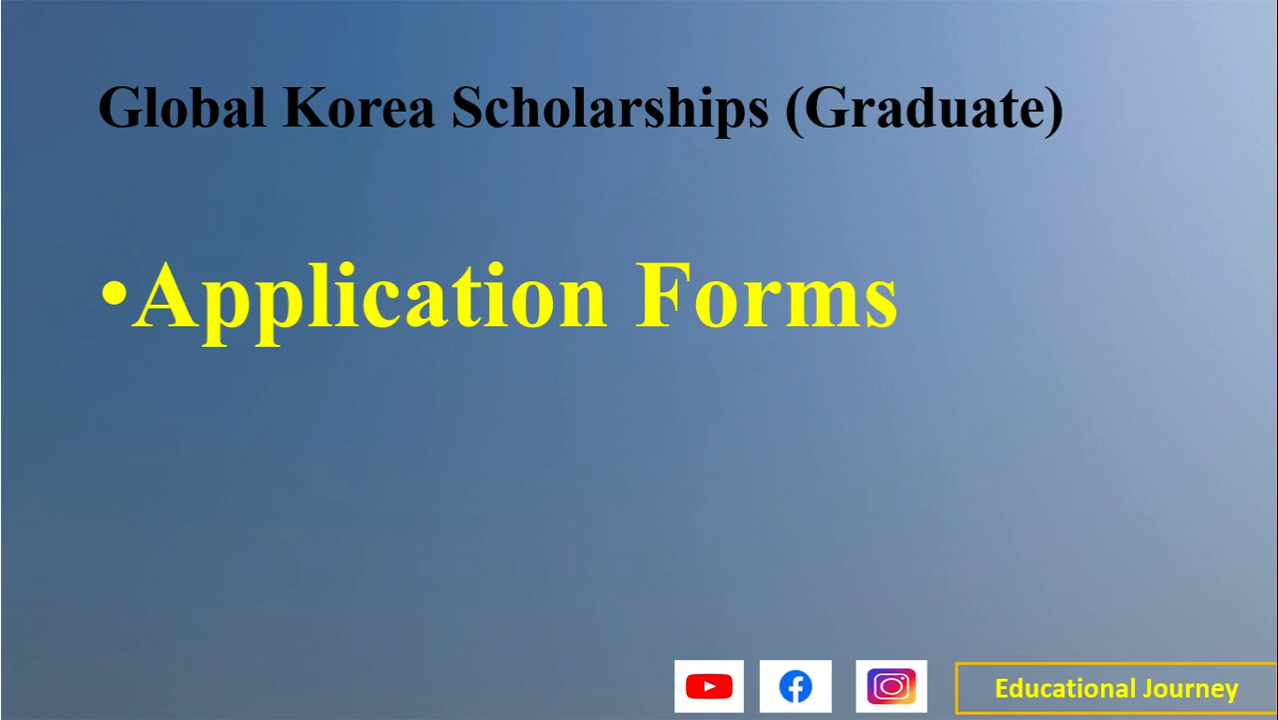 Global Korea Scholarships (Graduate)
•Application Forms
Educational Journey